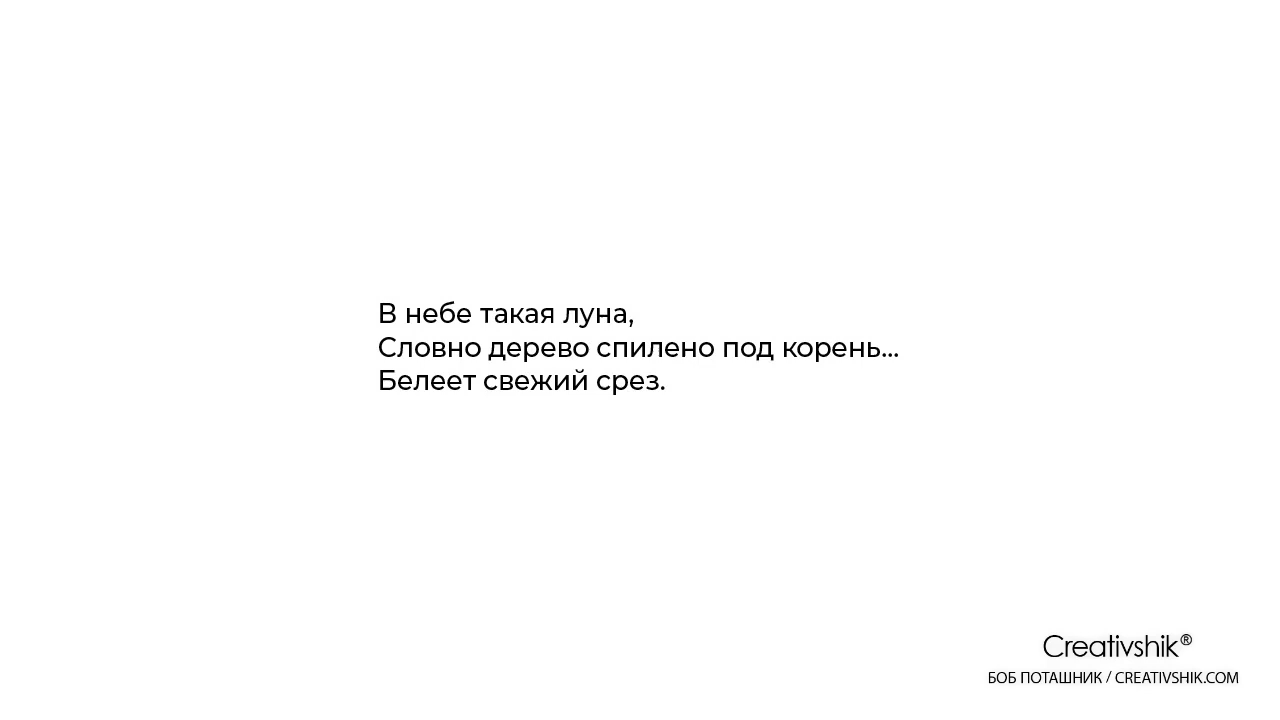 В небе такая луна,
Словно дерево спилено под корень...
Белеет свежий срез.
Creativshik®
БОБ ПОТАШНИК / CREATIVSHIK.COM